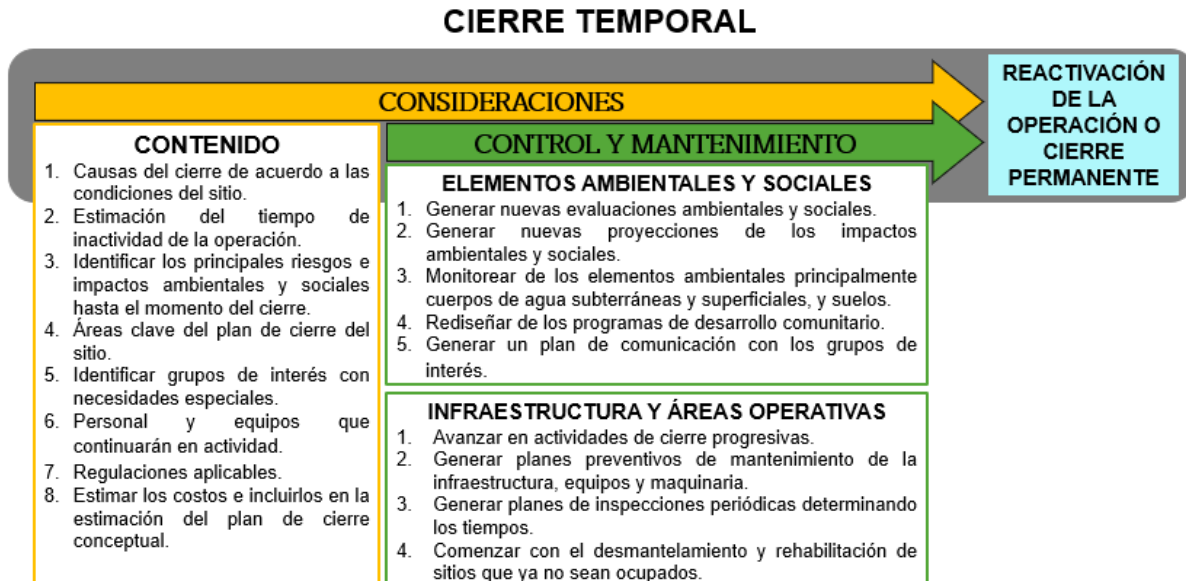 CIERRE TEMPORAL
CONSIDERACIONES
REACTIVACIÓN
DE LA
OPERACIÓN O
CIERRE
PERMANENTE
CONTENIDO
1. Causas del cierre de acuerdo a las
condiciones del sitio.
2. Estimación del tiempo de
inactividad de la operación.
3. Identificar los principales riesgos e
impactos ambientales y sociales
hasta el momento del cierre.
4. Áreas clave del plan de cierre del
sitio.
5. Identificar grupos de interés con
necesidades especiales.
6. Personal y equipos que
continuarán en actividad.
7. Regulaciones aplicables.
8. Estimar los costos e incluirlos en la
estimación del plan de cierre
conceptual.
CONTROL Y MANTENIMIENTO
ELEMENTOS AMBIENTALES Y SOCIALES
1. Generar nuevas evaluaciones ambientales y sociales.
2. Generar nuevas proyecciones de los impactos
ambientales y sociales.
3. Monitorear de los elementos ambientales principalmente
cuerpos de agua subterráneas y superficiales, y suelos.
4. Rediseñar de los programas de desarrollo comunitario.
5. Generar un plan de comunicación con los grupos de
interés.
INFRAESTRUCTURA Y ÁREAS OPERATIVAS
1. Avanzar en actividades de cierre progresivas.
2. Generar planes preventivos de mantenimiento de la
infraestructura, equipos y maquinaria.
3. Generar planes de inspecciones periódicas determinando
los tiempos.
4. Comenzar con el desmantelamiento y rehabilitación de
sitios que ya no sean ocupados.